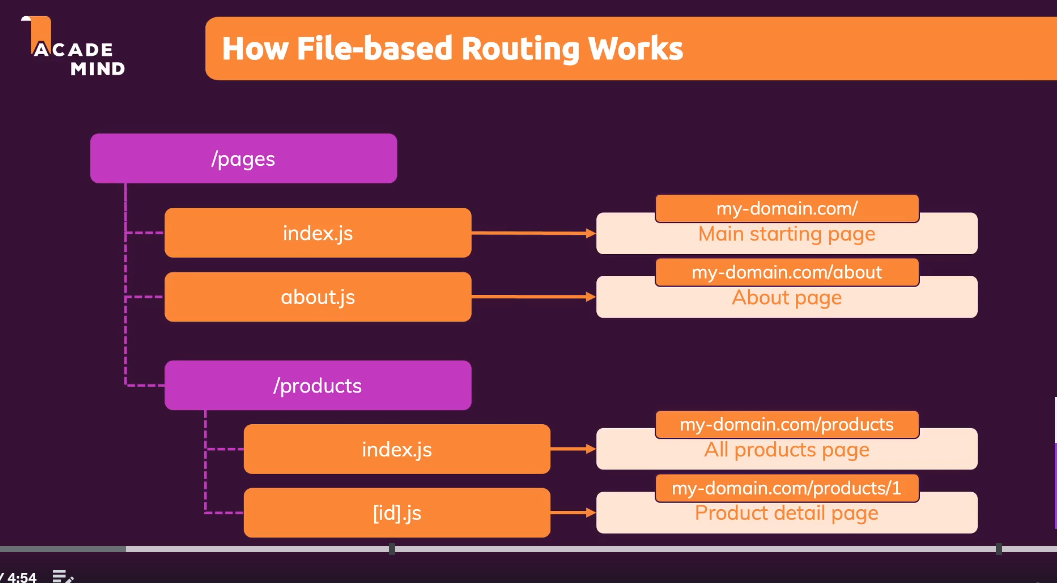 ACADE
MIND
How File-based Routing Works
/pages
index.js
my-domain.com/
Main starting page
about.js
my-domain.com/about
About page
/products
index.js
my-domain.com/products
All products page
[id].js
my-domain.com/products/1
Product detail page
/ 4:54